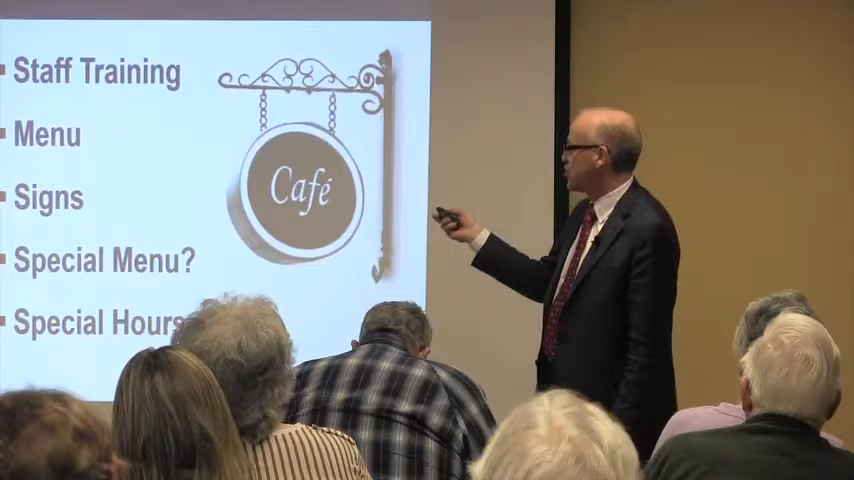 Staff Training
Menu
Café
Signs
Special Menu?
Special Hours